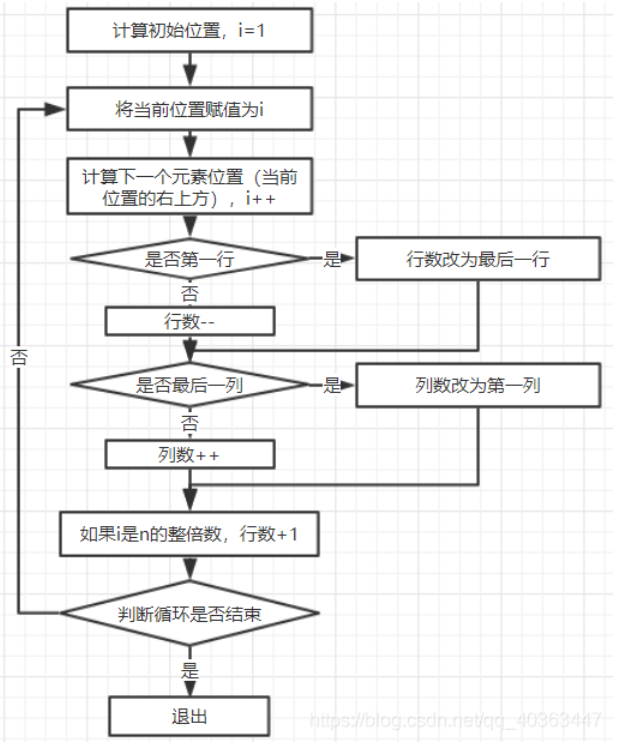 计算初始位置，i=1
将当前位置赋值为i
计算下一个元素位置（当前
位置的右上方），i++
是否第一行
是
行数改为最后一行
否
行数--
是否最后一列
是
列数改为第一列
否
列数++
如果i是n的整倍数，行数+1
判断循环是否结束
否
是
退出
https://blog.csdn.net/qq_40363447